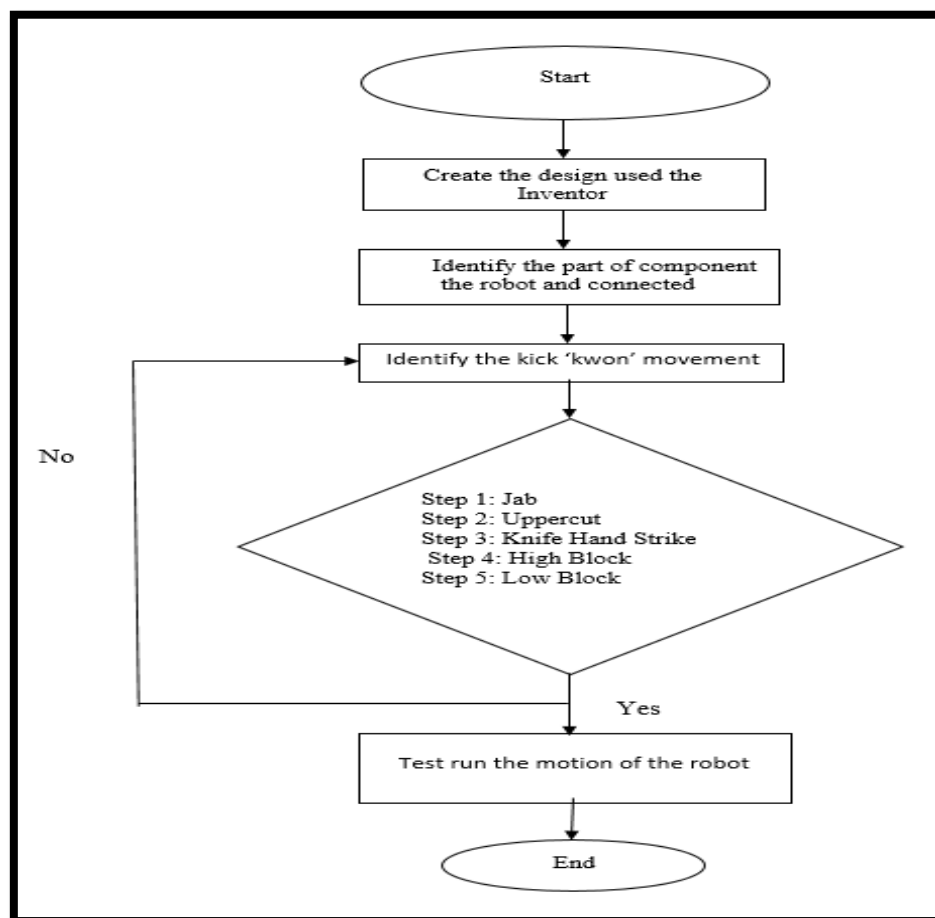 Start
Create the design used the
Inventor
Identify the part of component
the robot and connected
Identify the kick ‘kwon’ movement
No
Step 1: Jab
Step 2: Uppercut
Step 3: Knife Hand Strike
Step 4: High Block
Step 5: Low Block
Yes
Test run the motion of the robot
End